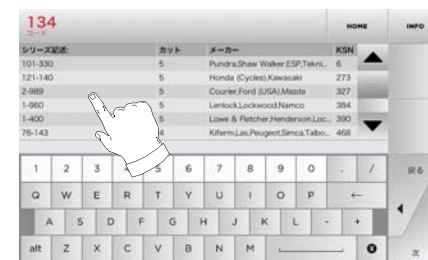 134
コード
HOME
INFO
シリーズ記述: カット メーカー KSN
101-330 5 Pundra,Shaw Walker,ESP,Tekni... 6
121-140 5 Honda (Cycles),Kawasaki 273
2-989 5 Courier,Ford (USA),Mazda 327
1-960 5 Lenlock,Lockwood,Namco 384
1-400 5 Lowe & Fletcher,Henderson,Loc... 390
76-143 4 Kiferm,Las,Peugeot,Simca,Talbo... 468
1 2 3 4 5 6 7 8 9 0 . /
戻る
Q W E R T Y U I O P ←
A S D F G H J K L - +
alt Z X C V B N M
次